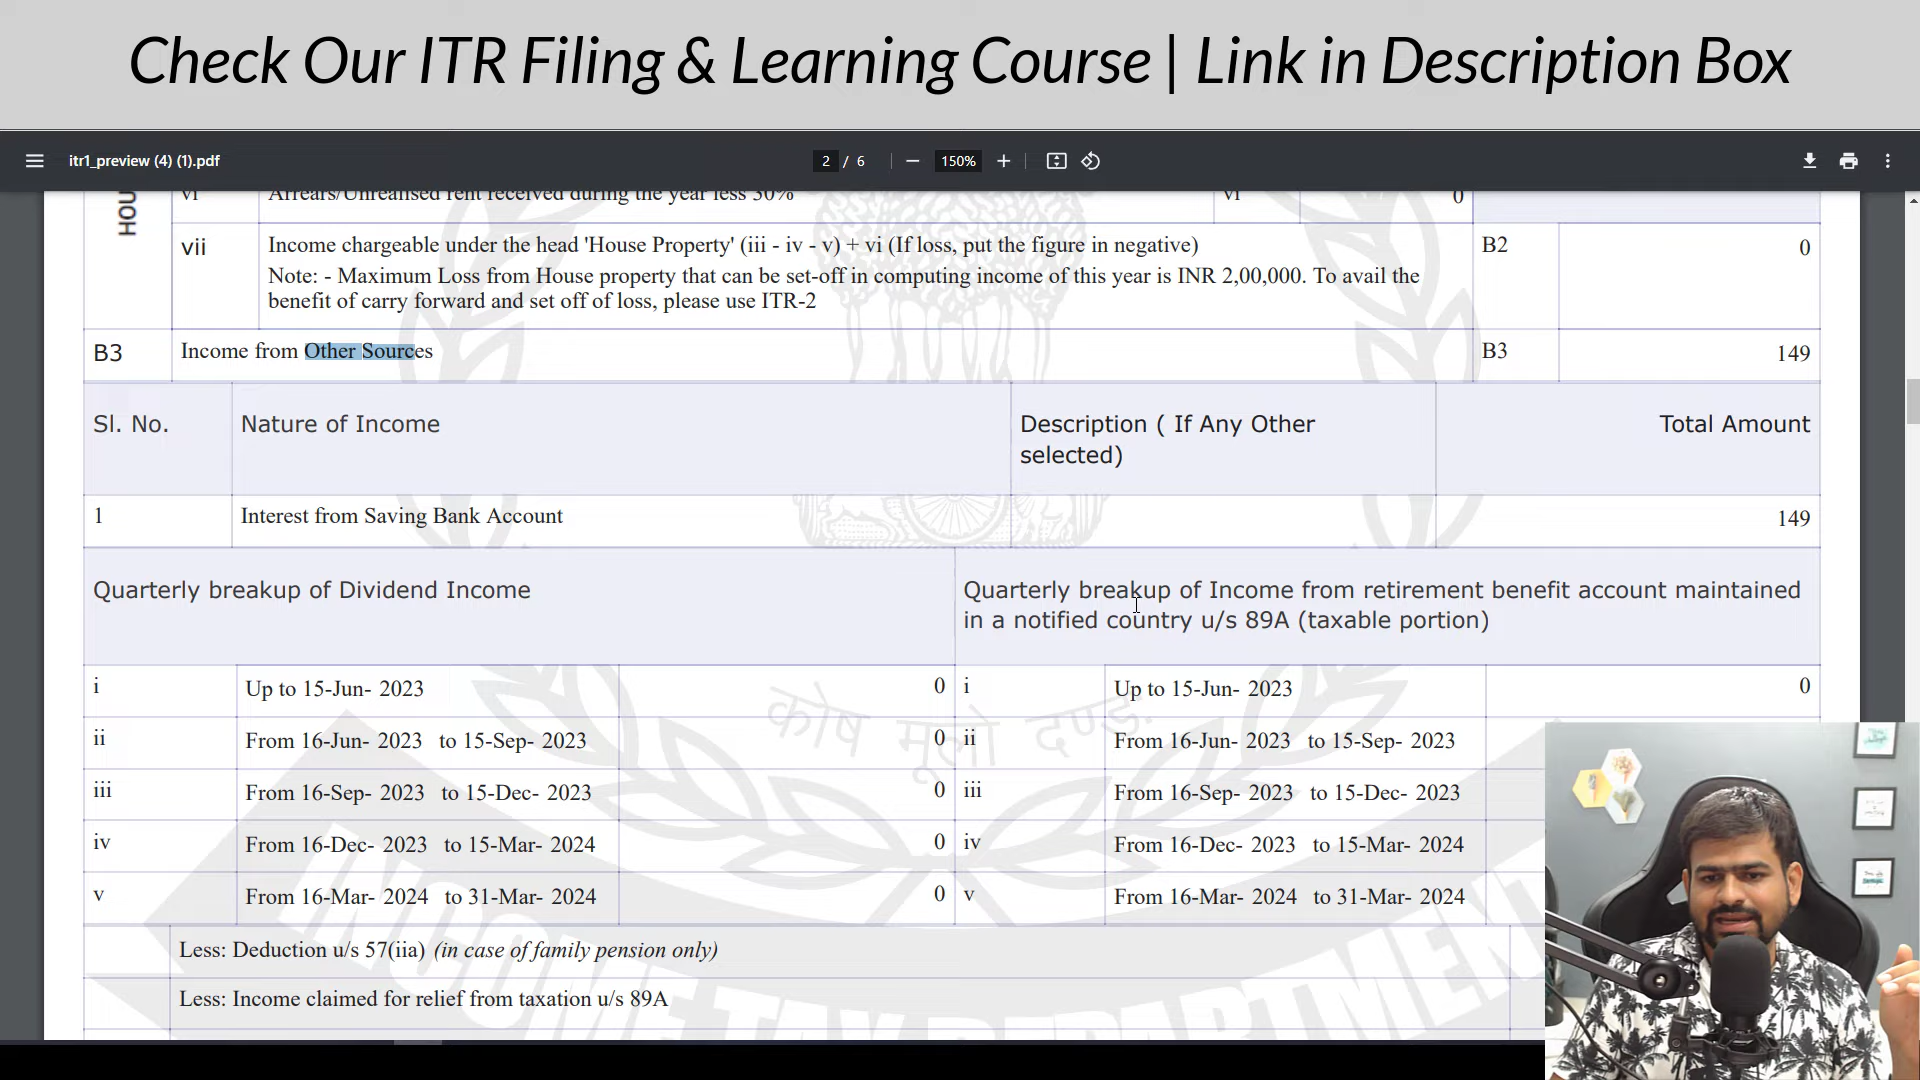 Check Our ITR Filing & Learning Course | Link in Description Box
itr1_preview (4) (1).pdf
2 / 6
150%
HOU
vi Arrears/Unrealised rent received during the year less 30% vi 0
vii Income chargeable under the head 'House Property' (iii - iv - v) + vi (If loss, put the figure in negative) B2 0
Note: - Maximum Loss from House property that can be set-off in computing income of this year is INR 2,00,000. To avail the
benefit of carry forward and set off of loss, please use ITR-2
B3 Income from Other Sources B3 149
Sl. No. Nature of Income Description ( If Any Other Total Amount
selected)
1 Interest from Saving Bank Account 149
Quarterly breakup of Dividend Income
Quarterly breakup of Income from retirement benefit account maintained
in a notified country u/s 89A (taxable portion)
i Up to 15-Jun- 2023 0 i Up to 15-Jun- 2023 0
ii From 16-Jun- 2023 to 15-Sep- 2023 0 ii From 16-Jun- 2023 to 15-Sep- 2023
iii From 16-Sep- 2023 to 15-Dec- 2023 0 iii From 16-Sep- 2023 to 15-Dec- 2023
iv From 16-Dec- 2023 to 15-Mar- 2024 0 iv From 16-Dec- 2023 to 15-Mar- 2024
v From 16-Mar- 2024 to 31-Mar- 2024 0 v From 16-Mar- 2024 to 31-Mar- 2024
Less: Deduction u/s 57(iia) (in case of family pension only)
Less: Income claimed for relief from taxation u/s 89A
कोष मूलो दण्ड:
INCOME TAX DEPARTMENT